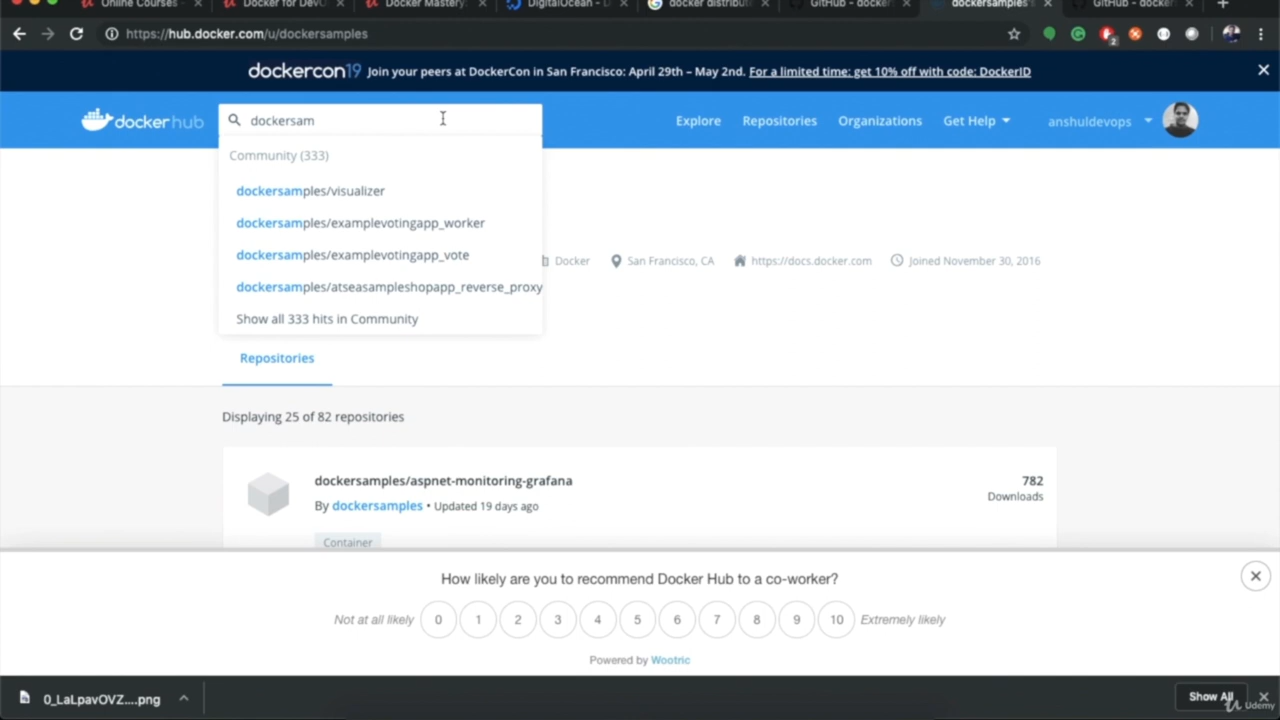 Online Courses -
Docker for DevO
Docker Mastery
DigitalOcean - D
docker distribute
GitHub - docker
dockersamples's
GitHub - docker
https://hub.docker.com/u/dockersamples
2
dockercon19 Join your peers at DockerCon in San Francisco: April 29th – May 2nd. For a limited time: get 10% off with code: DockerID
docker hub
dockersam
Explore
Repositories
Organizations
Get Help
anshuldevops
Community (333)
dockersamples/visualizer
dockersamples/examplevotingapp_worker
dockersamples/examplevotingapp_vote
Docker
San Francisco, CA
https://docs.docker.com
Joined November 30, 2016
dockersamples/atseasampleshopapp_reverse_proxy
Show all 333 hits in Community
Repositories
Displaying 25 of 82 repositories
dockersamples/aspnet-monitoring-grafana
782
Downloads
By dockersamples • Updated 19 days ago
Container
How likely are you to recommend Docker Hub to a co-worker?
Not at all likely 0 1 2 3 4 5 6 7 8 9 10 Extremely likely
Powered by Wootric
0_LaLpavOVZ....png
Show All
Udemy